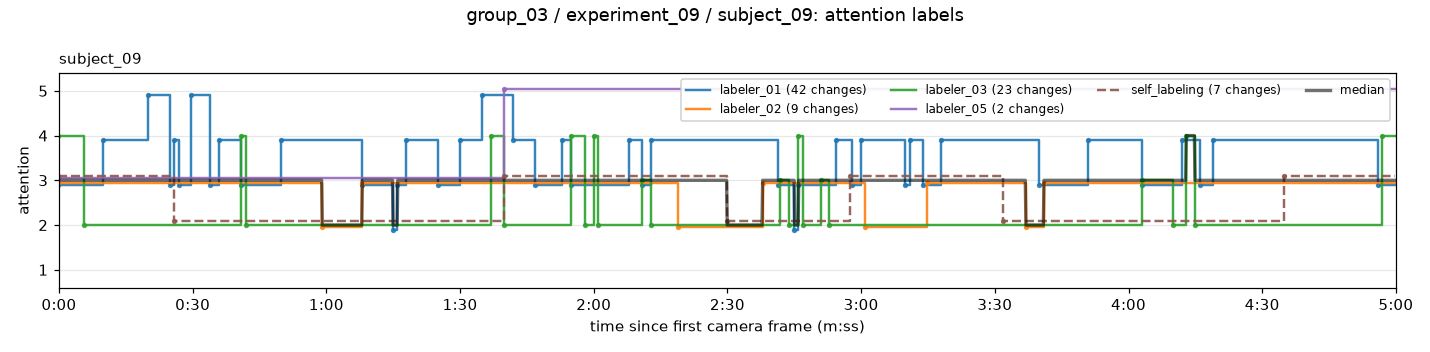 group_03 / experiment_09 / subject_09: attention labels
subject_09
labeler_01 (42 changes)
labeler_02 (9 changes)
labeler_03 (23 changes)
labeler_05 (2 changes)
self_labeling (7 changes)
median
attention
5
4
3
2
1
0:00 0:30 1:00 1:30 2:00 2:30 3:00 3:30 4:00 4:30 5:00
time since first camera frame (m:ss)